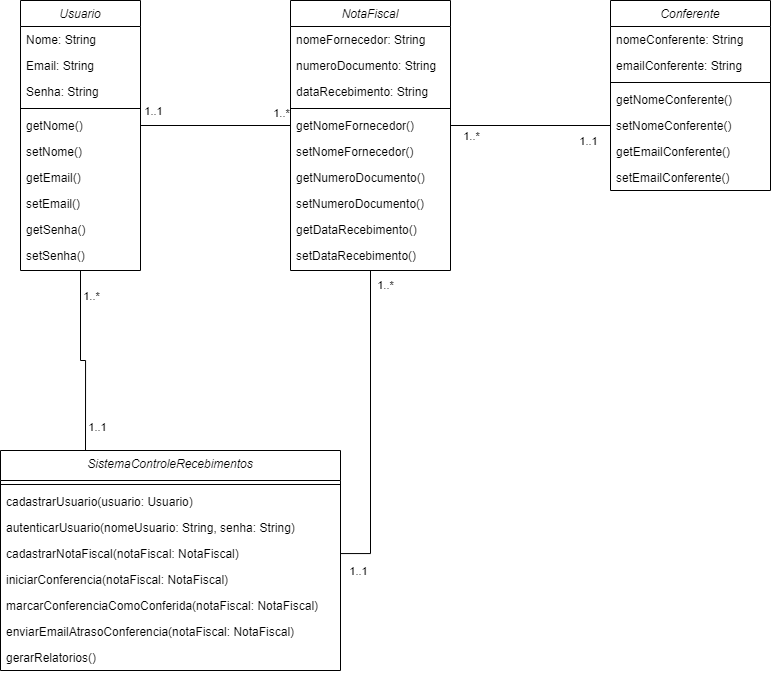 Usuario
Nome: String
Email: String
Senha: String
getNome()
setNome()
getEmail()
setEmail()
getSenha()
setSenha()
1..1
1..*
NotaFiscal
nomeFornecedor: String
numeroDocumento: String
dataRecebimento: String
getNomeFornecedor()
setNomeFornecedor()
getNumeroDocumento()
setNumeroDocumento()
getDataRecebimento()
setDataRecebimento()
1..*
1..1
Conferente
nomeConferente: String
emailConferente: String
getNomeConferente()
setNomeConferente()
getEmailConferente()
setEmailConferente()
1..*
1..*
1..1
SistemaControleRecebimentos
cadastrarUsuario(usuario: Usuario)
autenticarUsuario(nomeUsuario: String, senha: String)
cadastrarNotaFiscal(notaFiscal: NotaFiscal)
iniciarConferencia(notaFiscal: NotaFiscal)
marcarConferenciaComoConferida(notaFiscal: NotaFiscal)
enviarEmailAtrasoConferencia(notaFiscal: NotaFiscal)
gerarRelatorios()
1..1